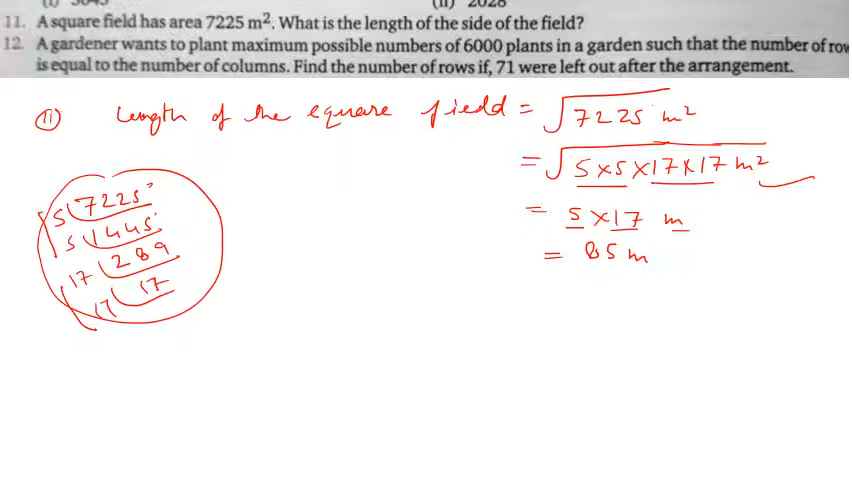 (ii) 2028
11. A square field has area 7225 m². What is the length of the side of the field?
12. A gardener wants to plant maximum possible numbers of 6000 plants in a garden such that the number of row
is equal to the number of columns. Find the number of rows if, 71 were left out after the arrangement.
(11) Length of the square field = √7225 m²
= √5×5×17×17 m²
= 5×17 m
= 85 m
5 7225
5 1445
17 289
17 17